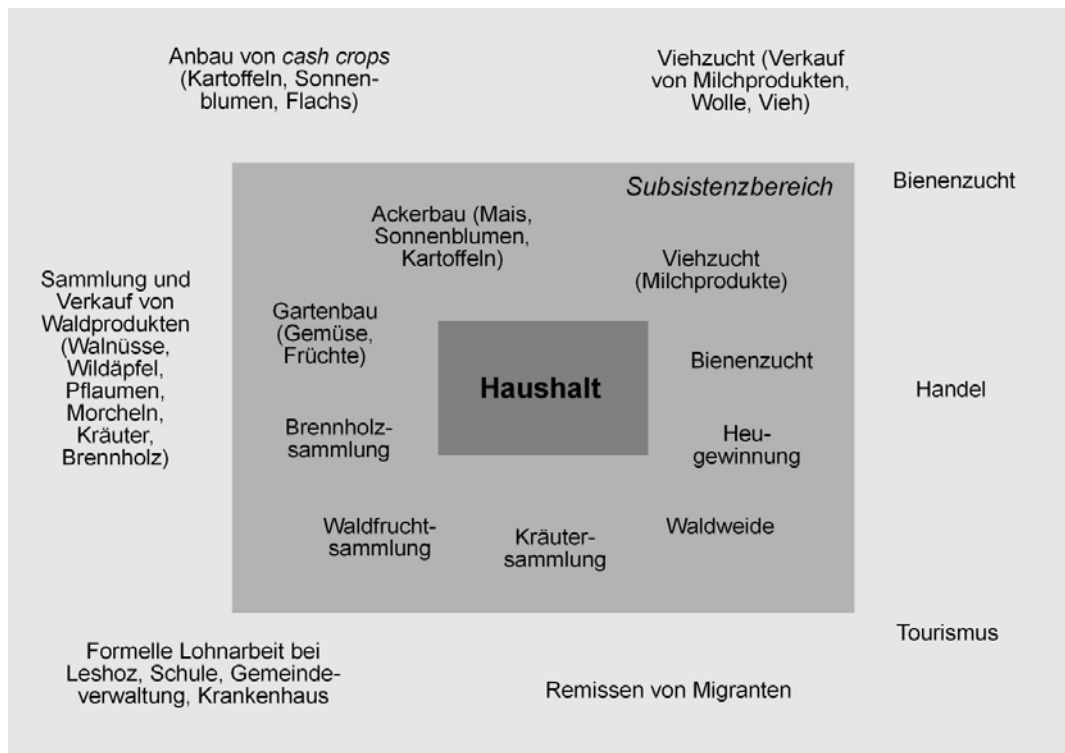 Anbau von cash crops
(Kartoffeln, Sonnen-
blumen, Flachs)
Viehzucht (Verkauf
von Milchprodukten,
Wolle, Vieh)
Subsistenzbereich
Bienenzucht
Ackerbau (Mais,
Sonnenblumen,
Kartoffeln)
Viehzucht
(Milchprodukte)
Sammlung und
Verkauf von
Waldprodukten
(Walnüsse,
Wildäpfel,
Pflaumen,
Morcheln,
Kräuter,
Brennholz)
Gartenbau
(Gemüse,
Früchte)
Haushalt
Bienenzucht
Handel
Brennholz-
sammlung
Heu-
gewinnung
Waldfrucht-
sammlung
Kräuter-
sammlung
Waldweide
Tourismus
Formelle Lohnarbeit bei
Leshoz, Schule, Gemeinde-
verwaltung, Krankenhaus
Remissen von Migranten